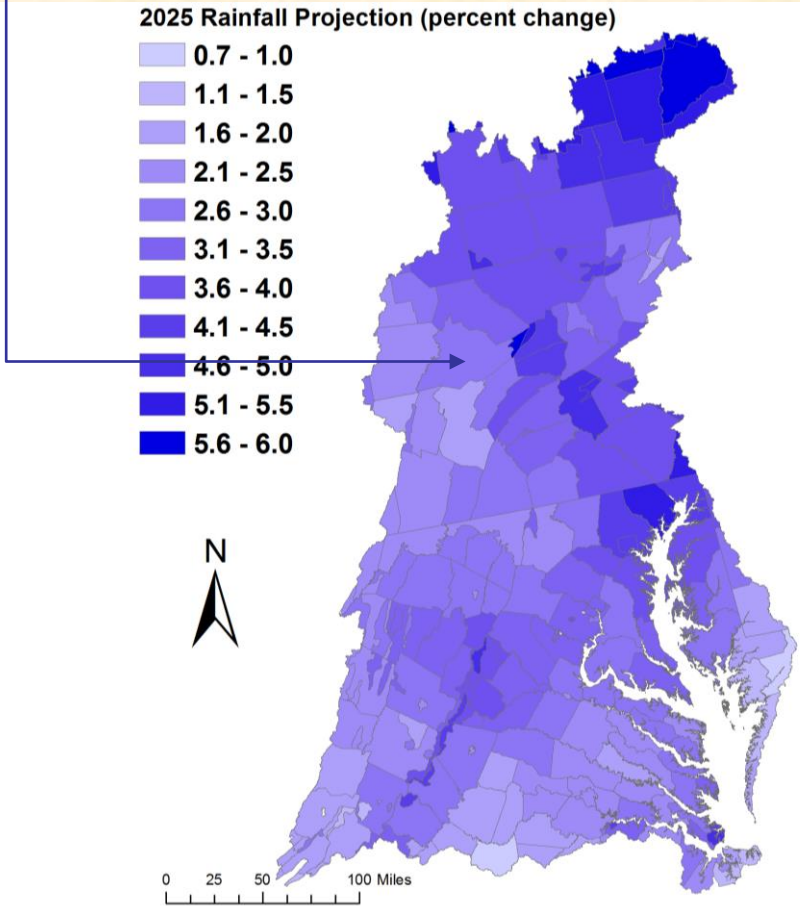 2025 Rainfall Projection (percent change)
0.7 - 1.0
1.1 - 1.5
1.6 - 2.0
2.1 - 2.5
2.6 - 3.0
3.1 - 3.5
3.6 - 4.0
4.1 - 4.5
4.6 - 5.0
5.1 - 5.5
5.6 - 6.0
N
0 25 50 100 Miles